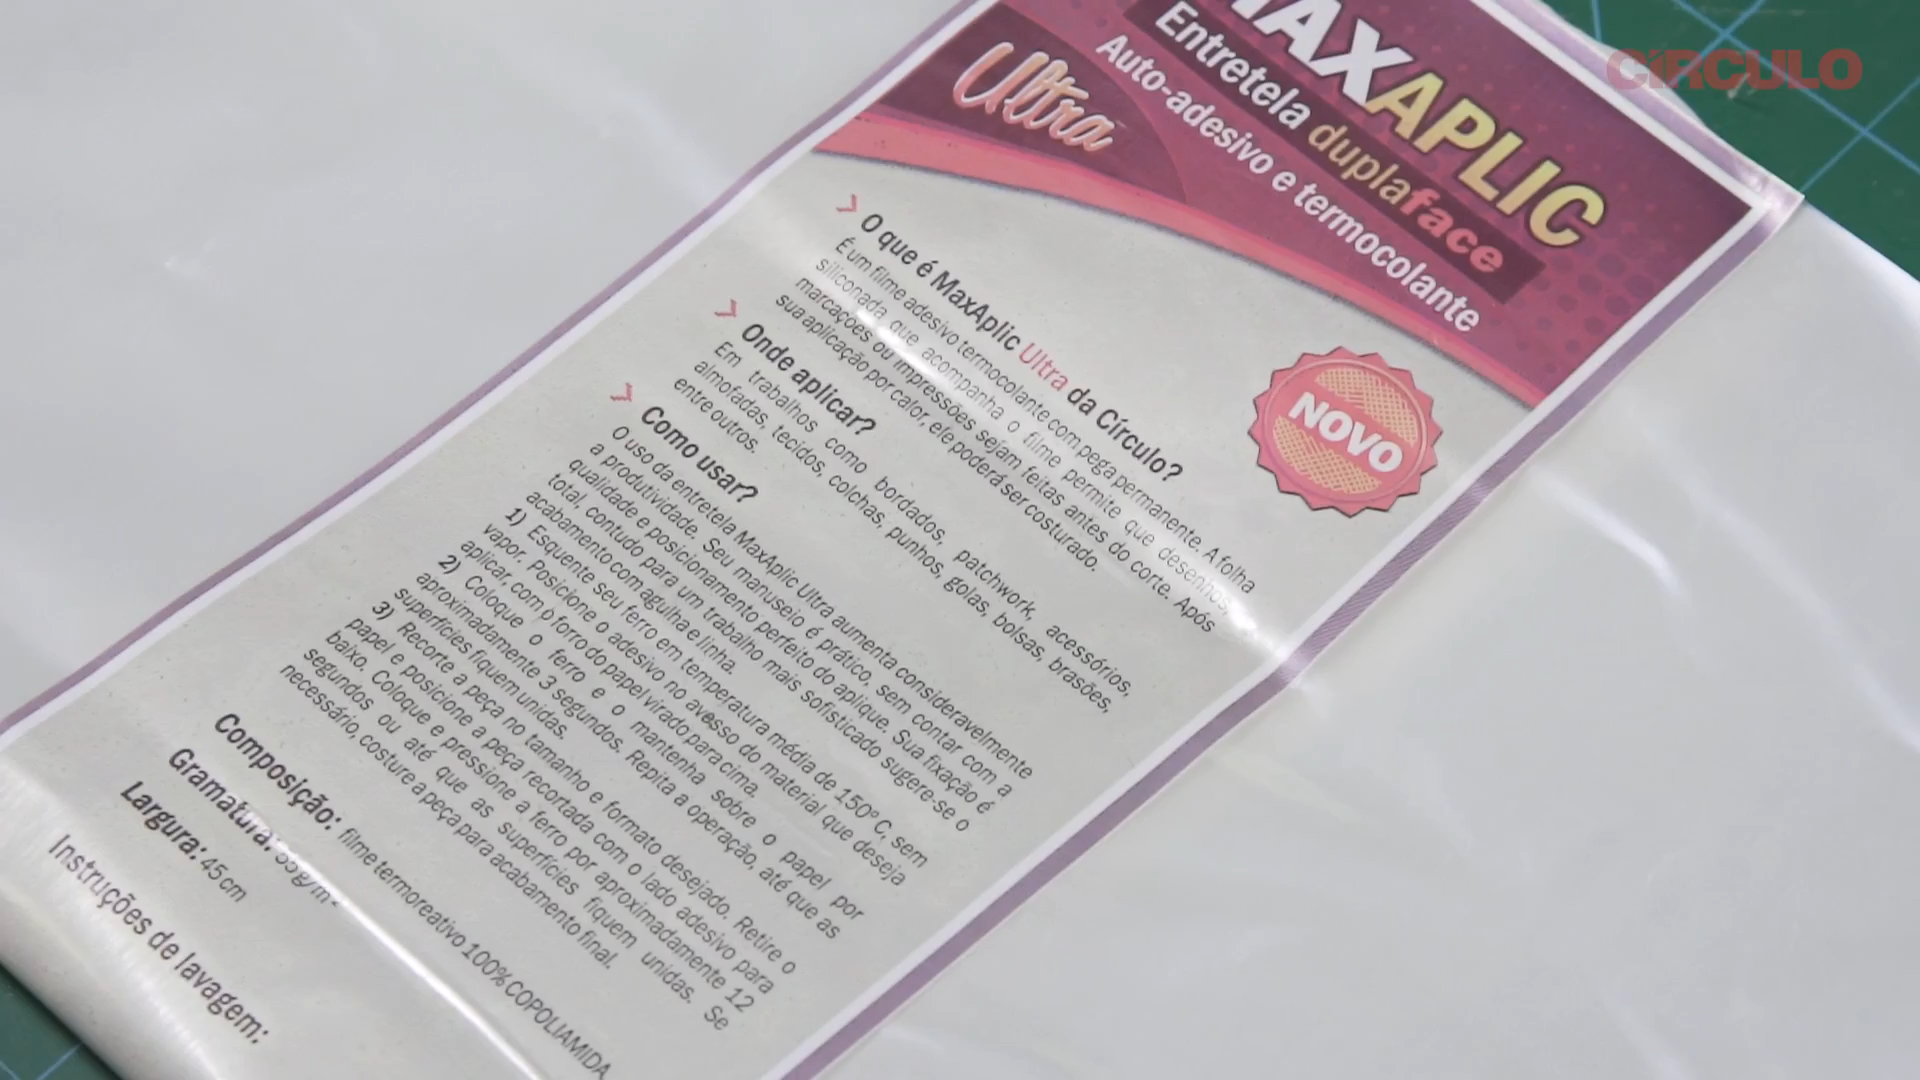 CÍRCULO
MAXAPLIC
Entretela duplaface
Auto-adesivo e termocolante
Ultra
NOVO
O que é MaxAplic Ultra da Círculo?
É um filme adesivo termocolante com pega permanente. A folha
siliconada que acompanha o filme permite que desenhos,
marcações ou impressões sejam feitas antes do corte. Após
sua aplicação por calor, ele poderá ser costurado.
Onde aplicar?
Em trabalhos como bordados, patchwork, acessórios,
almofadas, tecidos, colchas, punhos, golas, bolsas, brasões,
entre outros.
Como usar?
O uso da entretela MaxAplic Ultra aumenta consideravelmente
a produtividade. Seu manuseio é prático, sem contar com a
qualidade e posicionamento perfeito do aplique. Sua fixação é
total, contudo para um trabalho mais sofisticado sugere-se o
acabamento com agulha e linha.
1) Esquente seu ferro em temperatura média de 150° C, sem
vapor. Posicione o adesivo no avesso do material que deseja
aplicar, com o forro do papel virado para cima.
2) Coloque o ferro e o mantenha sobre o papel por
aproximadamente 3 segundos. Repita a operação, até que as
superfícies fiquem unidas.
3) Recorte a peça no tamanho e formato desejado. Retire o
papel e posicione a peça recortada com o lado adesivo para
baixo. Coloque e pressione a ferro por aproximadamente 12
segundos ou até que as superfícies fiquem unidas. Se
necessário, costure a peça para acabamento final.
Composição: filme termoreativo 100% COPOLIAMIDA
Gramatura:
Largura: 45 cm
Instruções de lavagem: